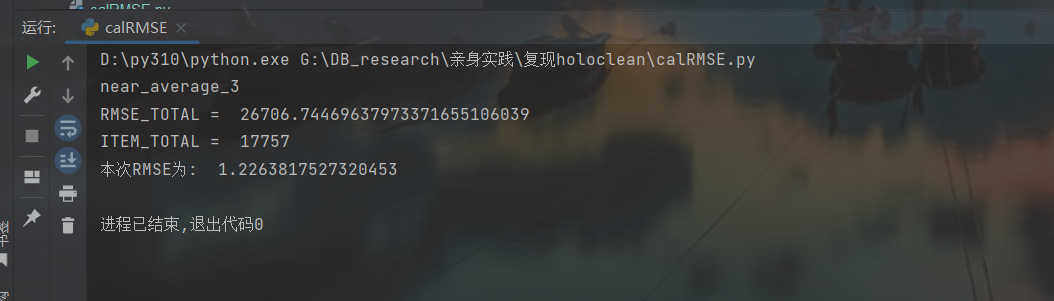 calRMSE.py
运行:
calRMSE
D:\py310\python.exe G:\DB_research\亲身实践\复现holoclean\calRMSE.py
near_average_3
RMSE_TOTAL =  26706.74469637973371655106039
ITEM_TOTAL =  17757
本次RMSE为:  1.2263817527320453
进程已结束,退出代码0